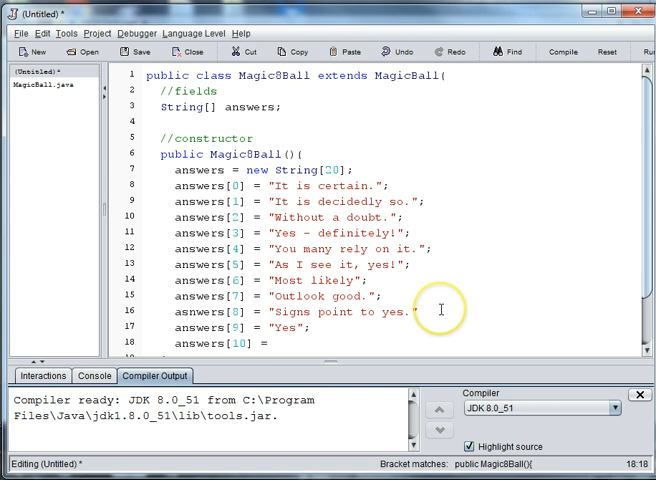 (Untitled) *
File Edit Tools Project Debugger Language Level Help
New Open Save Close Cut Copy Paste Undo Redo Find Compile Reset Run
(Untitled) *
MagicBall.java
1 public class Magic8Ball extends MagicBall{
2 //fields
3 String[] answers;
4
5 //constructor
6 public Magic8Ball(){
7 answers = new String[20];
8 answers[0] = "It is certain.";
9 answers[1] = "It is decidedly so.";
10 answers[2] = "Without a doubt.";
11 answers[3] = "Yes - definitely!";
12 answers[4] = "You many rely on it.";
13 answers[5] = "As I see it, yes!";
14 answers[6] = "Most likely";
15 answers[7] = "Outlook good.";
16 asnwers[8] = "Signs point to yes."
17 answers[9] = "Yes";
18 answers[10] =
Interactions Console Compiler Output
Compiler ready: JDK 8.0_51 from C:\Program
Files\Java\jdk1.8.0_51\lib\tools.jar.
Compiler
JDK 8.0_51
Highlight source
Editing (Untitled) * Bracket matches: public Magic8Ball(){ 18:18